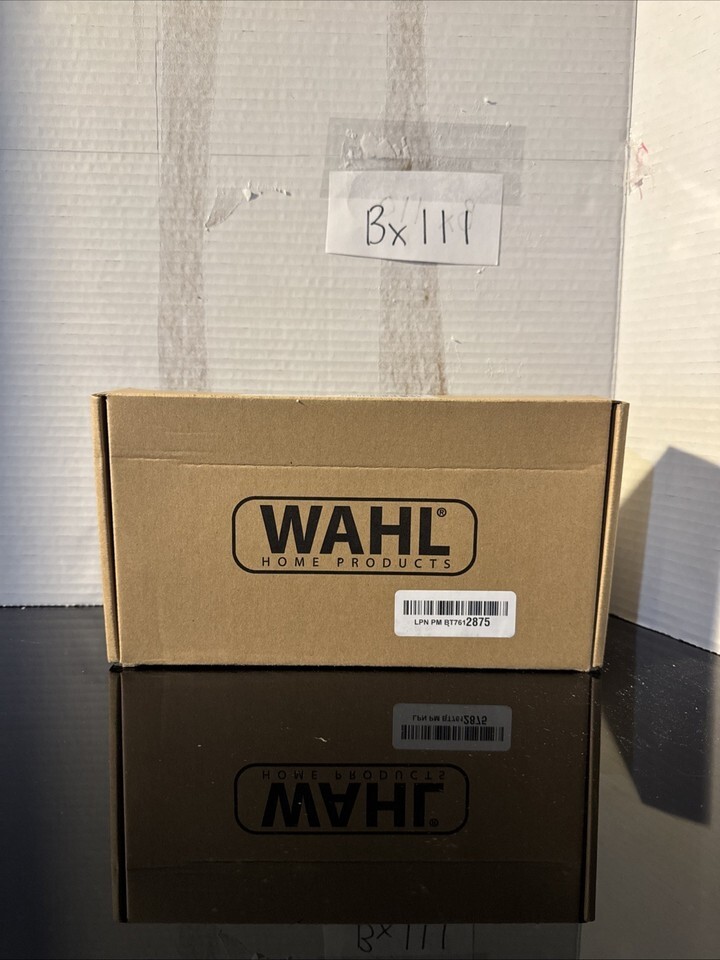 Bx111
WAHL®
HOME PRODUCTS
LPN PM BT7612875